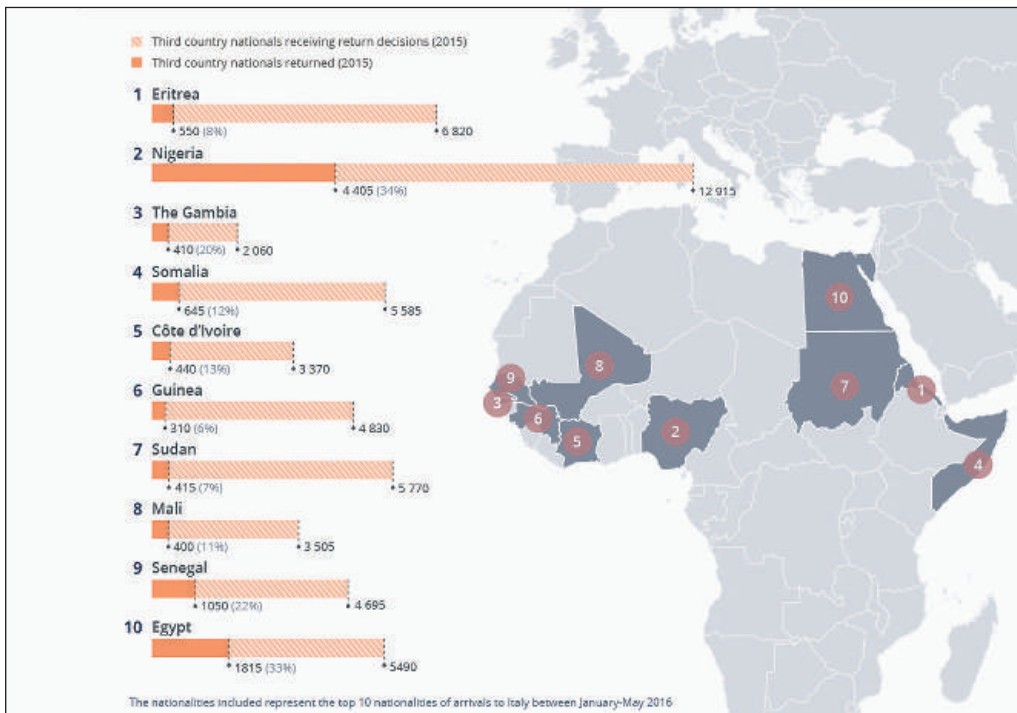 Third country nationals receiving return decisions (2015)
Third country nationals returned (2015)
1 Eritrea
550 (8%)
6 820
2 Nigeria
4 405 (34%)
12 915
3 The Gambia
410 (20%)
2 060
4 Somalia
645 (12%)
5 585
5 Côte d'Ivoire
440 (13%)
3 370
6 Guinea
310 (6%)
4 830
7 Sudan
415 (7%)
5 770
8 Mali
400 (11%)
3 505
9 Senegal
1050 (22%)
4 695
10 Egypt
1815 (33%)
5490
10
8
9
7
1
3
6
2
5
4
The nationalities included represent the top 10 nationalities of arrivals to Italy between January-May 2016